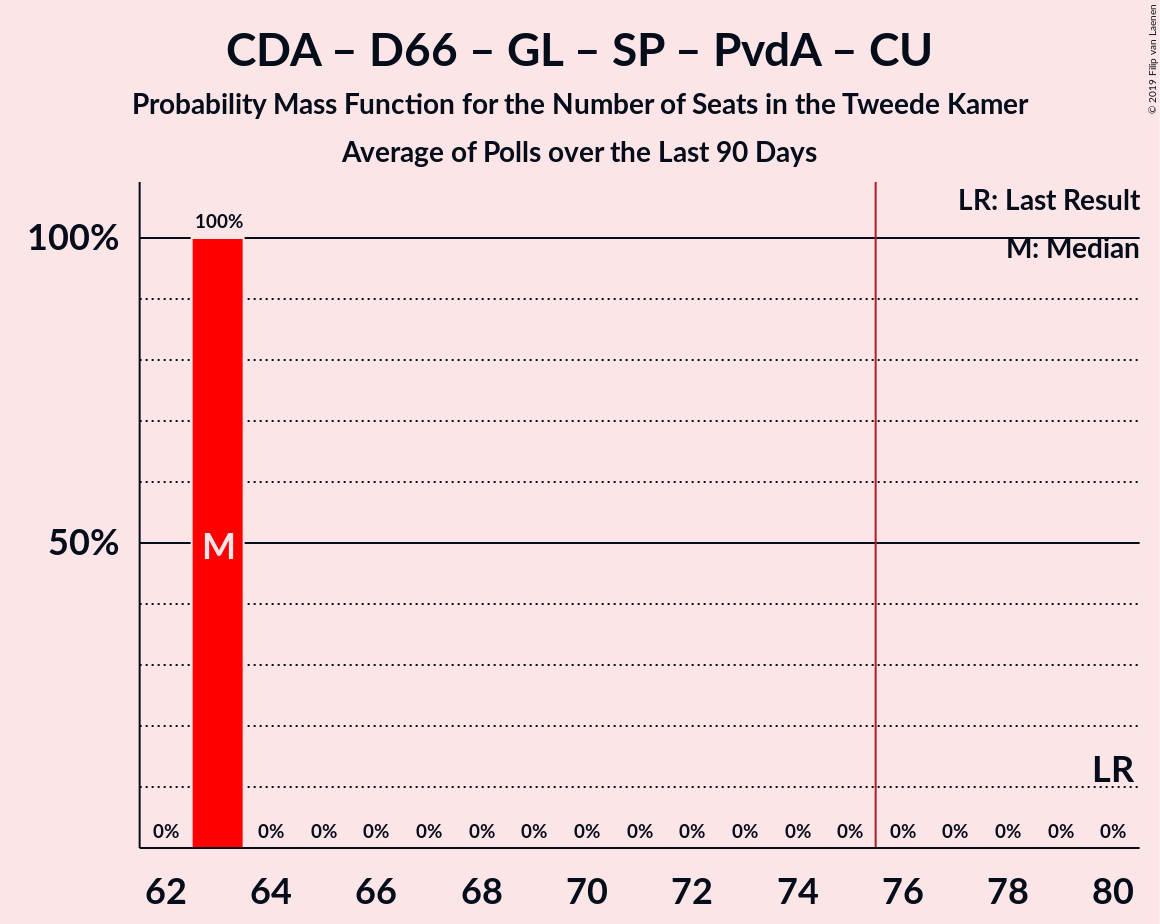 CDA – D66 – GL – SP – PvdA – CU
Probability Mass Function for the Number of Seats in the Tweede Kamer
Average of Polls over the Last 90 Days
© 2019 Filip van Laenen
LR: Last Result
M: Median
100%
100%
50%
M
LR
0% 0% 0% 0% 0% 0% 0% 0% 0% 0% 0% 0% 0% 0% 0% 0% 0% 0%
62 64 66 68 70 72 74 76 78 80